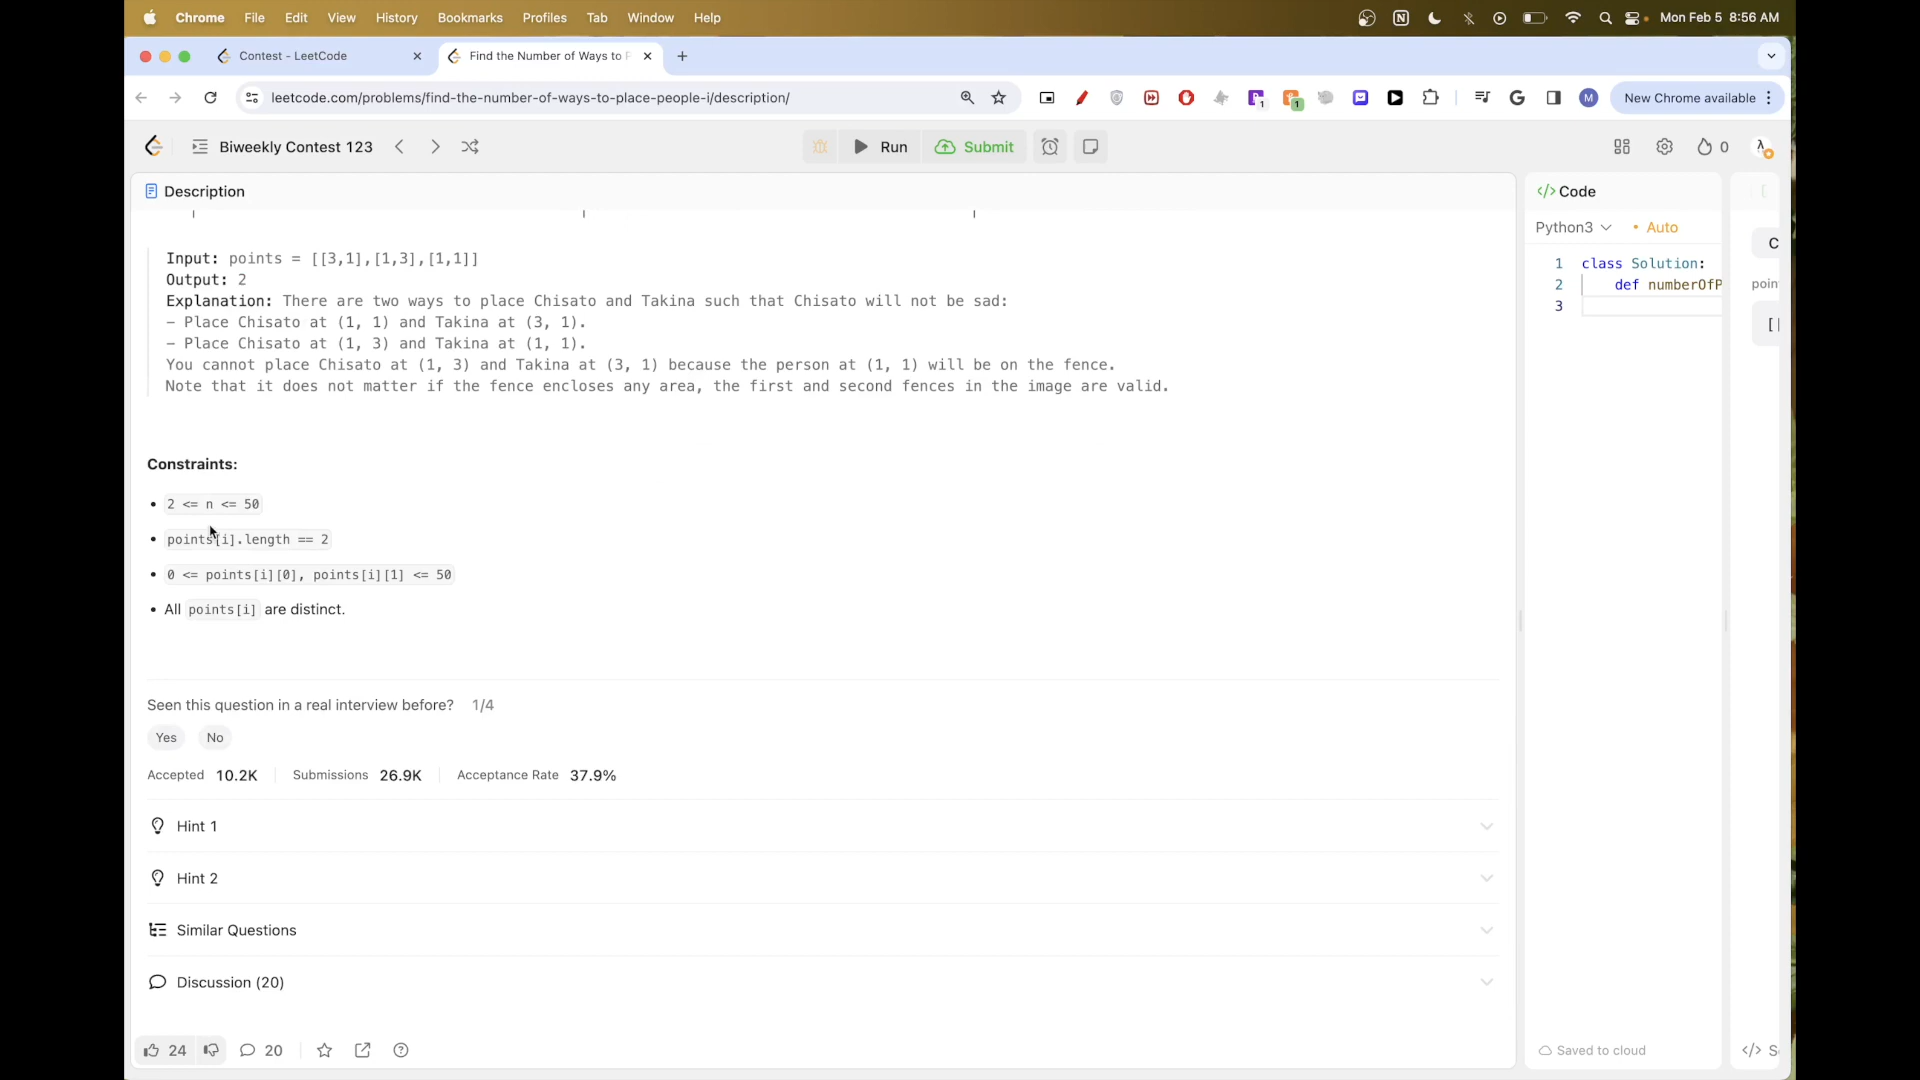 Chrome File Edit View History Bookmarks Profiles Tab Window Help Mon Feb 5 8:56 AM
Contest - LeetCode Find the Number of Ways to P
leetcode.com/problems/find-the-number-of-ways-to-place-people-i/description/ 1 1 M New Chrome available
Biweekly Contest 123 Run Submit 0
Description
Code
Python3 Auto
Input: points = [[3,1],[1,3],[1,1]]
Output: 2
Explanation: There are two ways to place Chisato and Takina such that Chisato will not be sad:
- Place Chisato at (1, 1) and Takina at (3, 1).
- Place Chisato at (1, 3) and Takina at (1, 1).
You cannot place Chisato at (1, 3) and Takina at (3, 1) because the person at (1, 1) will be on the fence.
Note that it does not matter if the fence encloses any area, the first and second fences in the image are valid.
1 class Solution:
2 def numberOfP
3
C
poin
[[
Constraints:
• 2 <= n <= 50
• points[i].length == 2
• 0 <= points[i][0], points[i][1] <= 50
• All points[i] are distinct.
Seen this question in a real interview before? 1/4
Yes No
Accepted 10.2K Submissions 26.9K Acceptance Rate 37.9%
Hint 1
Hint 2
Similar Questions
Discussion (20)
24 20
Saved to cloud